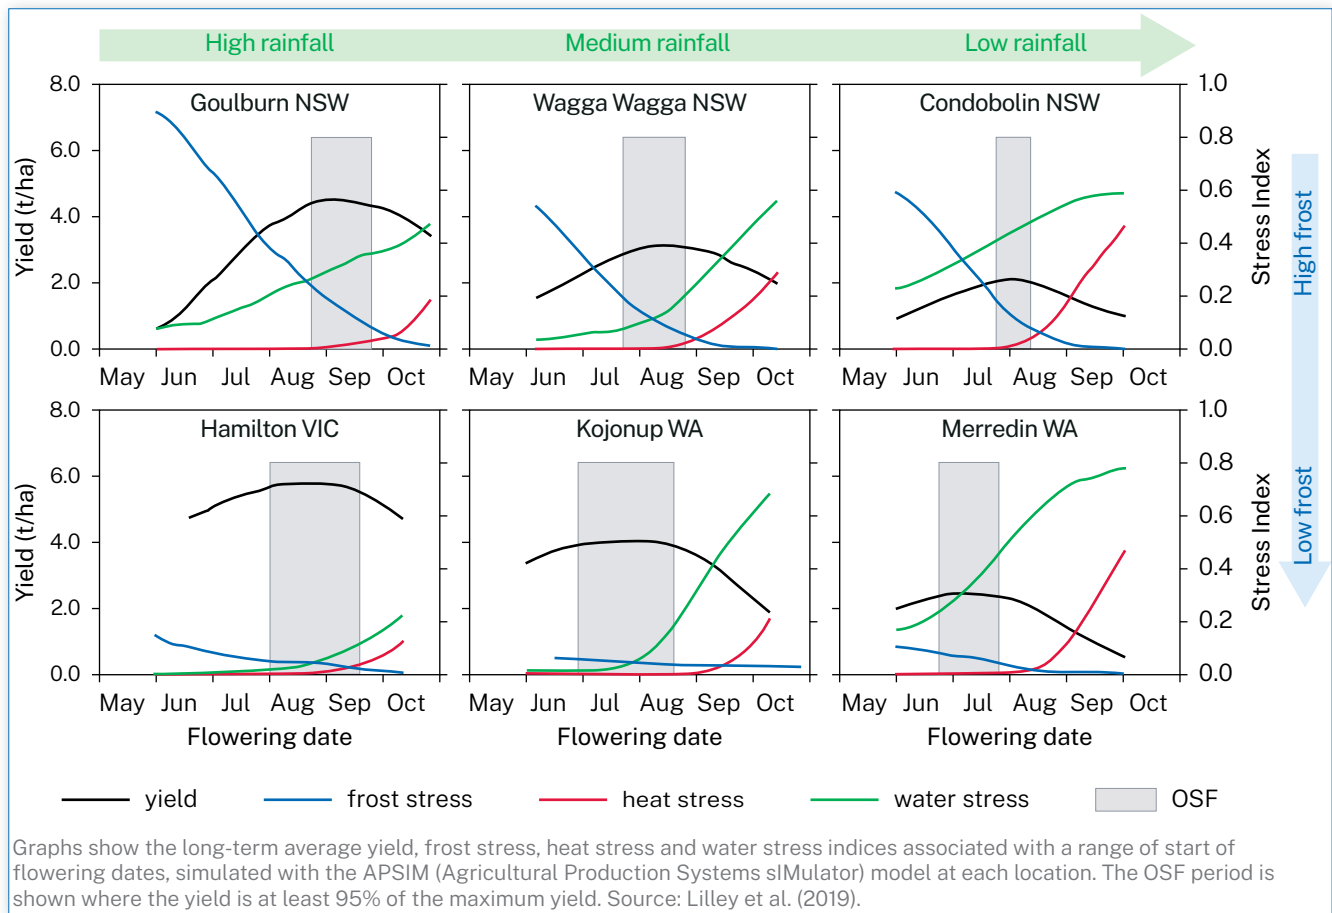 High rainfall
Medium rainfall
Low rainfall
8.0
6.0
4.0
2.0
0.0
Yield (t/ha)
Goulburn NSW
May Jun Jul Aug Sep Oct
Wagga Wagga NSW
May Jun Jul Aug Sep Oct
Condobolin NSW
May Jun Jul Aug Sep Oct
1.0
0.8
0.6
0.4
0.2
0.0
Stress Index
High frost
8.0
6.0
4.0
2.0
0.0
Yield (t/ha)
Hamilton VIC
May Jun Jul Aug Sep Oct
Flowering date
Kojonup WA
May Jun Jul Aug Sep Oct
Flowering date
Merredin WA
May Jun Jul Aug Sep Oct
Flowering date
1.0
0.8
0.6
0.4
0.2
0.0
Stress Index
Low frost
yield
frost stress
heat stress
water stress
OSF
Graphs show the long-term average yield, frost stress, heat stress and water stress indices associated with a range of start of
flowering dates, simulated with the APSIM (Agricultural Production Systems sIMulator) model at each location. The OSF period is
shown where the yield is at least 95% of the maximum yield. Source: Lilley et al. (2019).